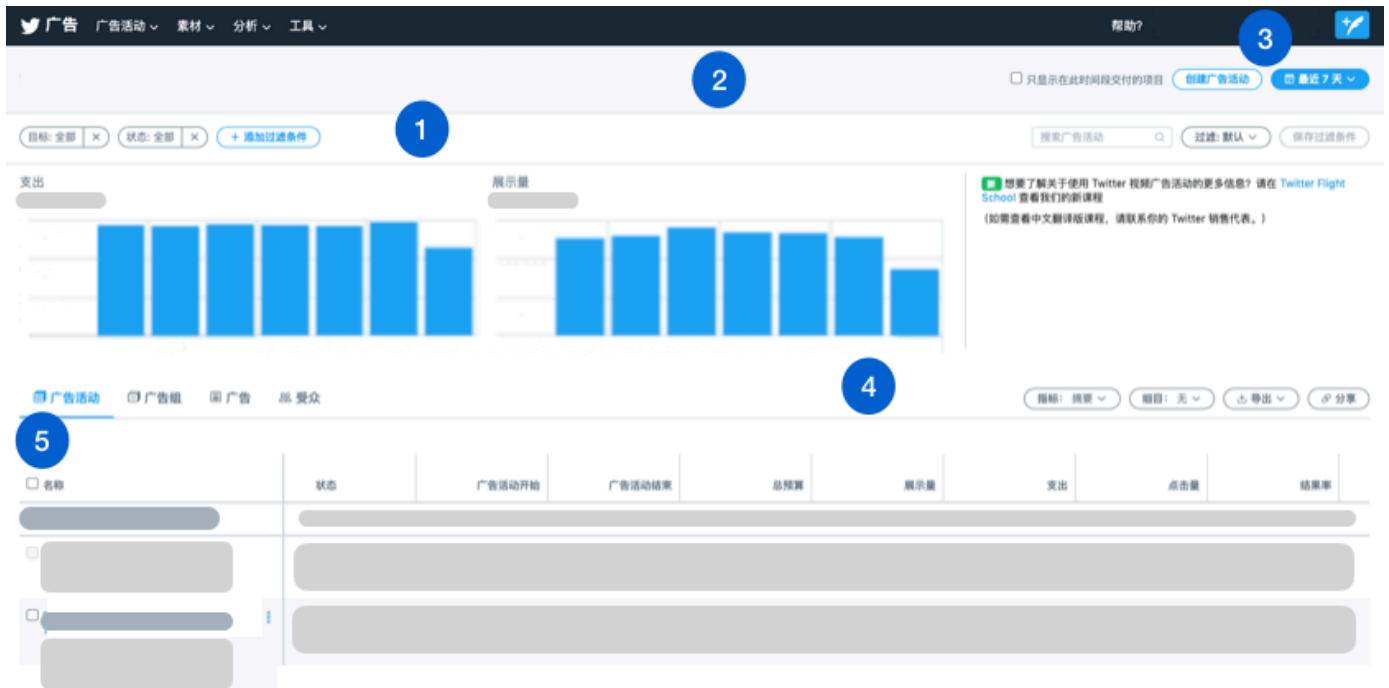 广告 广告活动 素材 分析 工具 帮助?
3
2
只显示在此时间段交付的项目 创建广告活动 最近 7 天
1
目标: 全部 × 状态: 全部 × + 添加过滤条件 搜索广告活动 过滤: 默认 保存过滤条件
支出 展示量
新 想要了解关于使用 Twitter 视频广告活动的更多信息? 请在 Twitter Flight
School 查看我们的新课程
(如需查看中文翻译版课程, 请联系你的 Twitter 销售代表。)
4
广告活动 广告组 广告 受众 指标: 摘要 细目: 无 导出 分享
5
名称 状态 广告活动开始 广告活动结束 总预算 展示量 支出 点击量 结果率